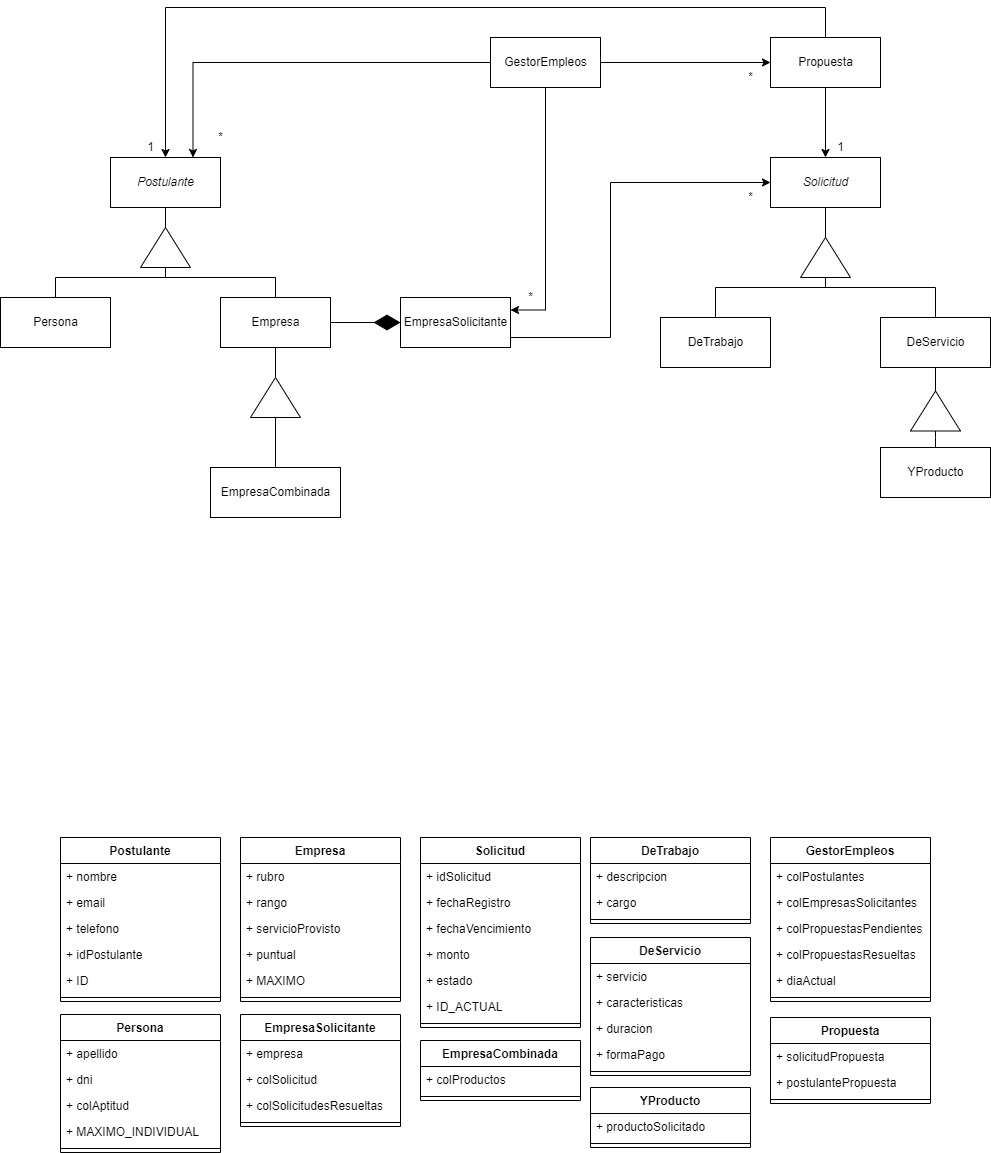 GestorEmpleos
Propuesta
*
*
1
1
Postulante
Solicitud
*
*
Persona
Empresa
EmpresaSolicitante
DeTrabajo
DeServicio
EmpresaCombinada
YProducto
Postulante
+ nombre
+ email
+ telefono
+ idPostulante
+ ID
Empresa
+ rubro
+ rango
+ servicioProvisto
+ puntual
+ MAXIMO
Solicitud
+ idSolicitud
+ fechaRegistro
+ fechaVencimiento
+ monto
+ estado
+ ID_ACTUAL
DeTrabajo
+ descripcion
+ cargo
GestorEmpleos
+ colPostulantes
+ colEmpresasSolicitantes
+ colPropuestasPendientes
+ colPropuestasResueltas
+ diaActual
DeServicio
+ servicio
+ caracteristicas
+ duracion
+ formaPago
Persona
+ apellido
+ dni
+ colAptitud
+ MAXIMO_INDIVIDUAL
EmpresaSolicitante
+ empresa
+ colSolicitud
+ colSolicitudesResueltas
EmpresaCombinada
+ colProductos
YProducto
+ productoSolicitado
Propuesta
+ solicitudPropuesta
+ postulantePropuesta